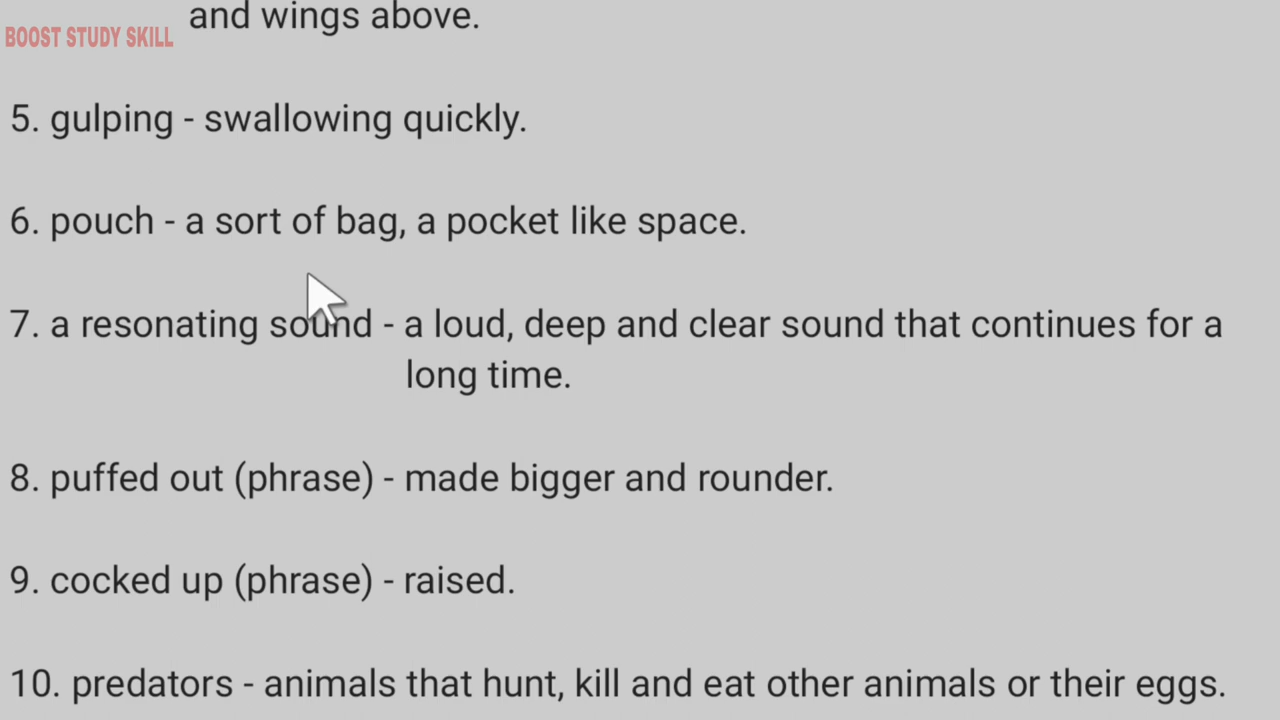 and wings above.
BOOST STUDY SKILL
5. gulping - swallowing quickly.
6. pouch - a sort of bag, a pocket like space.
7. a resonating sound - a loud, deep and clear sound that continues for a
long time.
8. puffed out (phrase) - made bigger and rounder.
9. cocked up (phrase) - raised.
10. predators - animals that hunt, kill and eat other animals or their eggs.